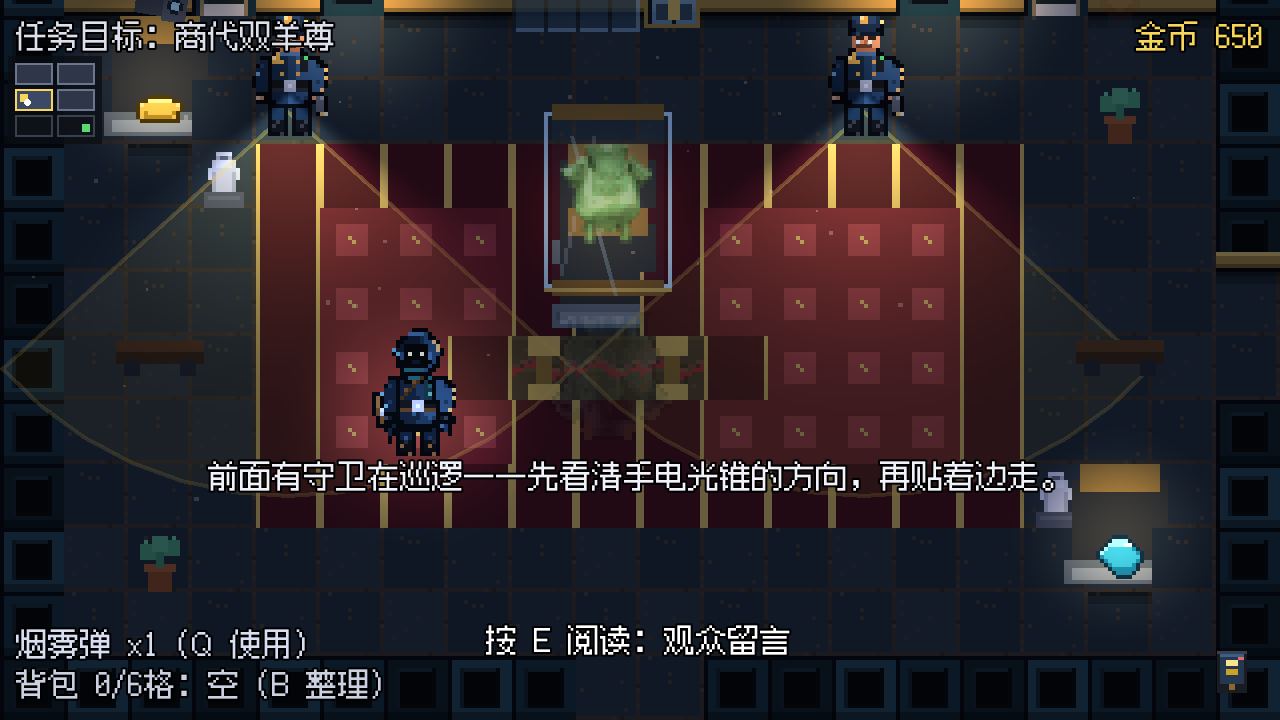 任务目标：商代双羊尊
金币 650
前面有守卫在巡逻——先看清手电光锥的方向，再贴着边走。
按 E 阅读：观众留言
烟雾弹 x1（Q 使用）
背包 0/6格：空（B 整理）